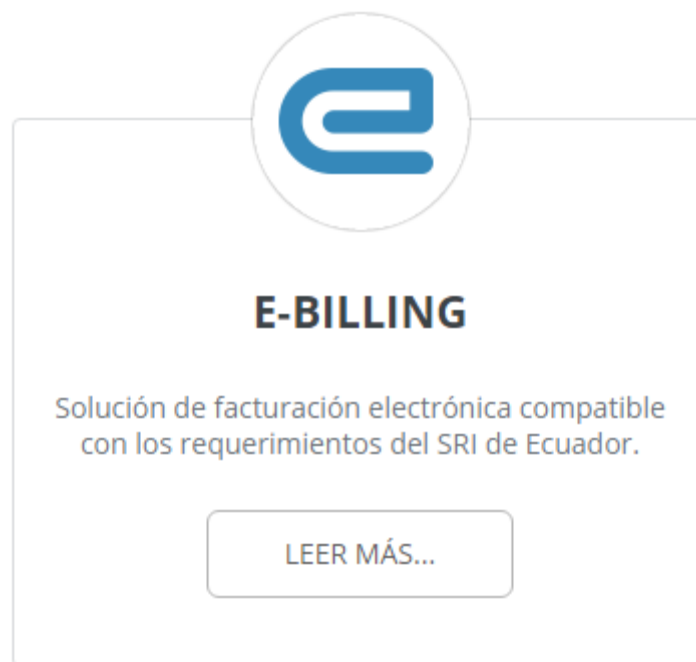 E-BILLING
Solución de facturación electrónica compatible
con los requerimientos del SRI de Ecuador.
LEER MÁS...